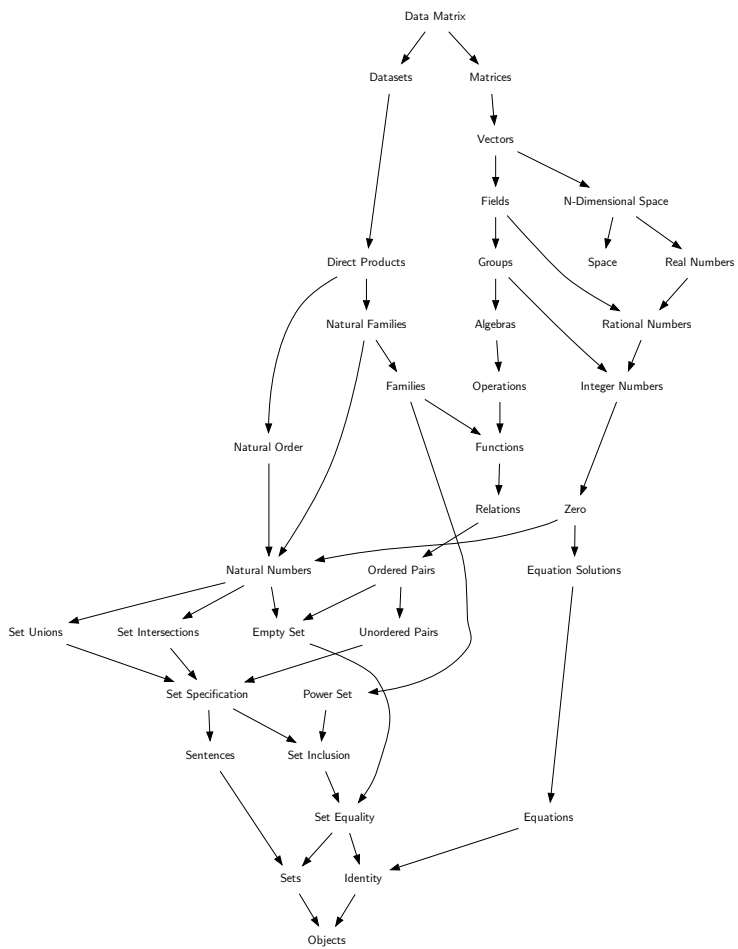 Data Matrix
Datasets
Matrices
Vectors
Fields
N-Dimensional Space
Direct Products
Groups
Space
Real Numbers
Natural Families
Algebras
Rational Numbers
Families
Operations
Integer Numbers
Natural Order
Functions
Relations
Zero
Natural Numbers
Ordered Pairs
Equation Solutions
Set Unions
Set Intersections
Empty Set
Unordered Pairs
Set Specification
Power Set
Sentences
Set Inclusion
Set Equality
Equations
Sets
Identity
Objects